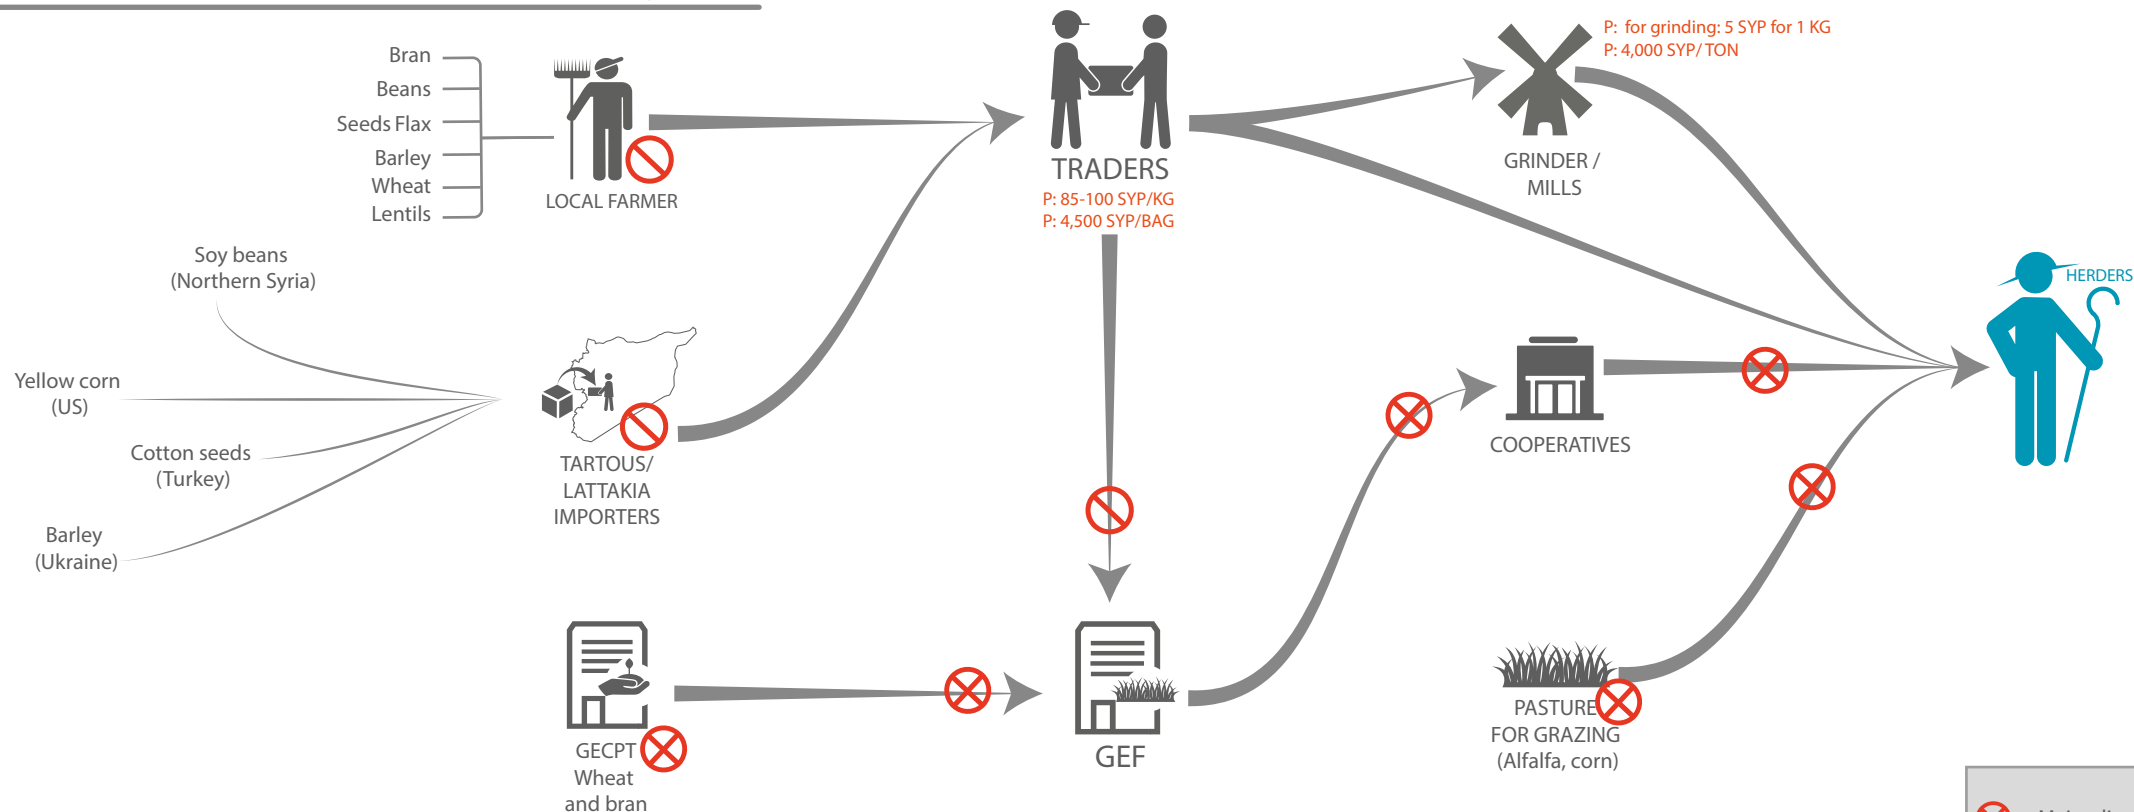 Bran
Beans
Seeds Flax
Barley
Wheat
Lentils
LOCAL FARMER
TRADERS
P: 85-100 SYP/KG
P: 4,500 SYP/BAG
P:  for grinding: 5 SYP for 1 KG
P: 4,000 SYP/ TON
GRINDER /
MILLS
HERDERS
Soy beans
(Northern Syria)
Yellow corn
(US)
Cotton seeds
(Turkey)
Barley
(Ukraine)
TARTOUS/
LATTAKIA
IMPORTERS
COOPERATIVES
GECPT
Wheat
and bran
GEF
PASTURE
FOR GRAZING
(Alfalfa, corn)